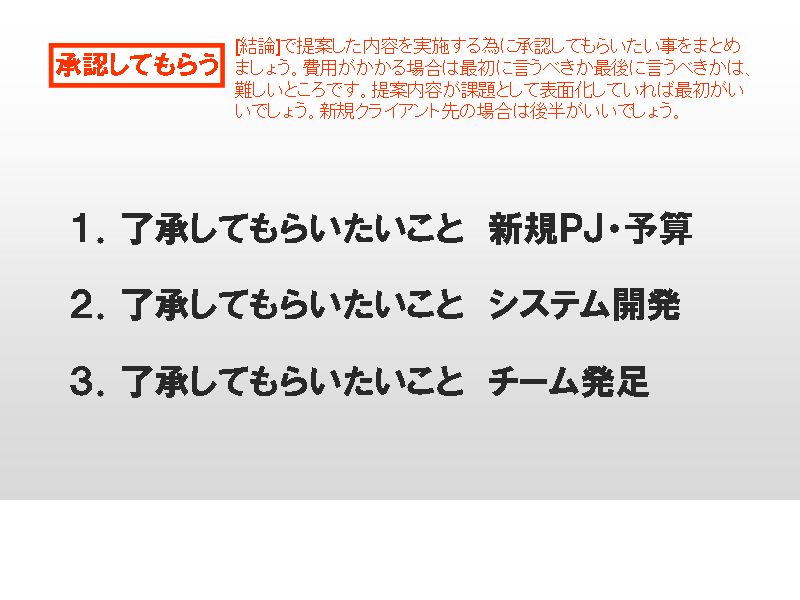 承認してもらう
[結論]で提案した内容を実施する為に承認してもらいたい事をまとめ
ましょう。費用がかかる場合は最初に言うべきか最後に言うべきかは、
難しいところです。提案内容が課題として表面化していれば最初がい
いでしょう。新規クライアント先の場合は後半がいいでしょう。
１．了承してもらいたいこと　新規PJ・予算
２．了承してもらいたいこと　システム開発
３．了承してもらいたいこと　チーム発足